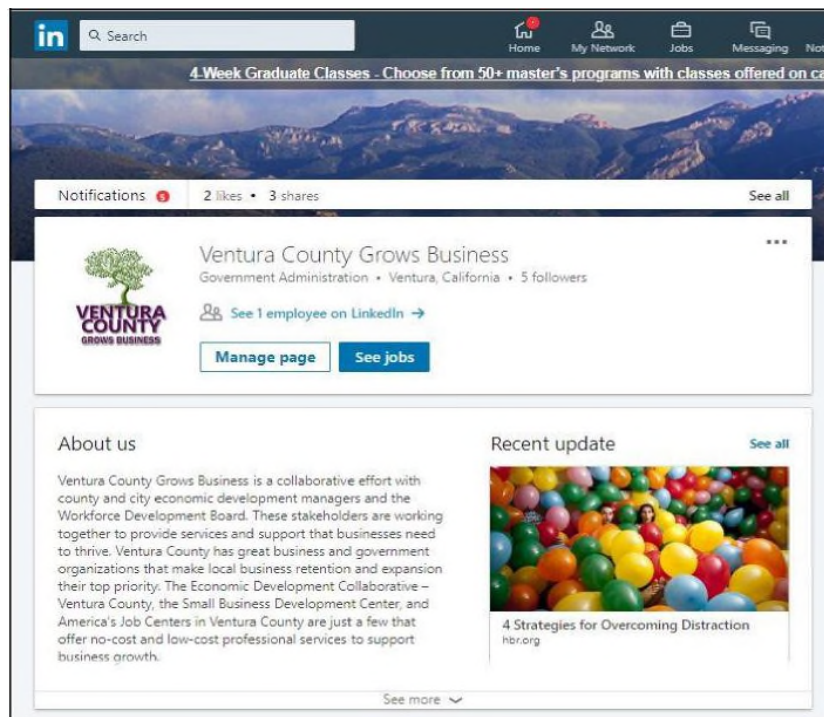 in
Search
Home
My Network
Jobs
Messaging
Not
4-Week Graduate Classes - Choose from 50+ master's programs with classes offered on ca
Notifications 5 2 likes • 3 shares See all
Ventura County Grows Business
Government Administration • Ventura, California • 5 followers
See 1 employee on LinkedIn →
VENTURA
COUNTY
GROWS BUSINESS
Manage page See jobs
About us
Ventura County Grows Business is a collaborative effort with
county and city economic development managers and the
Workforce Development Board. These stakeholders are working
together to provide services and support that businesses need
to thrive. Ventura County has great business and government
organizations that make local business retention and expansion
their top priority. The Economic Development Collaborative –
Ventura County, the Small Business Development Center, and
America's Job Centers in Ventura County are just a few that
offer no-cost and low-cost professional services to support
business growth.
Recent update See all
4 Strategies for Overcoming Distraction
hbr.org
See more